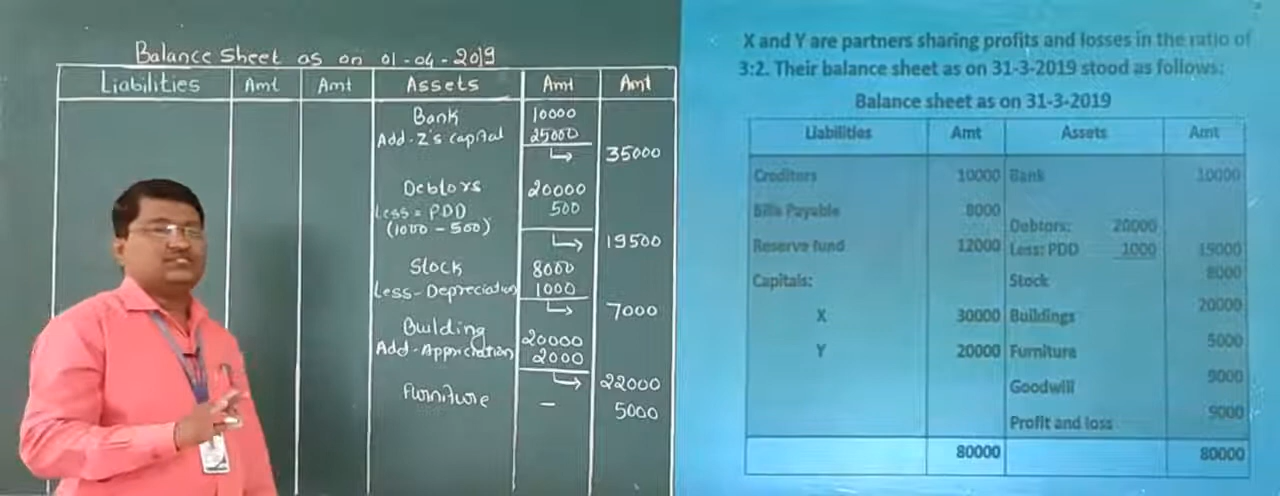 Balance Sheet as on 01-04-2019
Liabilities Amt Amt Assets Amt Amt
Bank 10000
Add-Z's capital 25000
35000
Debtors 20000
Less = PDD 500
(1000 - 500)
19500
Stock 8000
Less-Depreciation 1000
7000
Building 20000
Add-Appriciation 2000
22000
Furniture — 5000
X and Y are partners sharing profits and losses in the ratio of
3:2. Their balance sheet as on 31-3-2019 stood as follows:
Balance sheet as on 31-3-2019
Liabilities Amt Assets Amt
Creditors 10000 Bank 10000
Bills Payable 8000
Debtors: 20000
Reserve fund 12000 Less: PDD 1000 19000
Capitals: Stock 8000
X 30000 Buildings 20000
Y 20000 Furniture 5000
Goodwill 9000
Profit and loss 9000
80000 80000